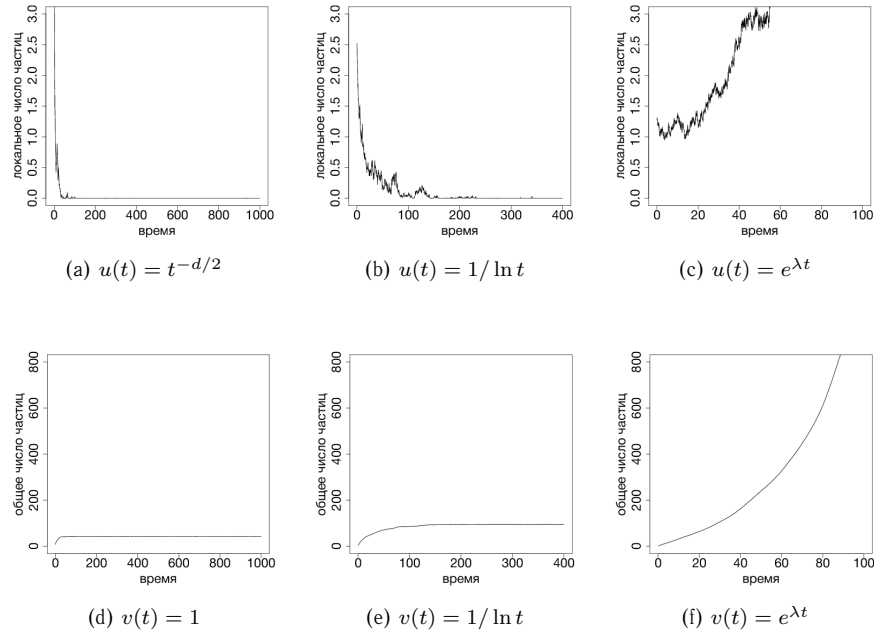 3.0
2.5
2.0
1.5
1.0
0.5
0.0
локальное число частиц
0 200 400 600 800 1000
время
(a) u(t) = t^{-d/2}
3.0
2.5
2.0
1.5
1.0
0.5
0.0
локальное число частиц
0 100 200 300 400
время
(b) u(t) = 1/ ln t
3.0
2.5
2.0
1.5
1.0
0.5
0.0
локальное число частиц
0 20 40 60 80 100
время
(c) u(t) = e^{λt}
800
600
400
200
0
общее число частиц
0 200 400 600 800 1000
время
(d) v(t) = 1
800
600
400
200
0
общее число частиц
0 100 200 300 400
время
(e) v(t) = 1/ ln t
800
600
400
200
0
общее число частиц
0 20 40 60 80 100
время
(f) v(t) = e^{λt}